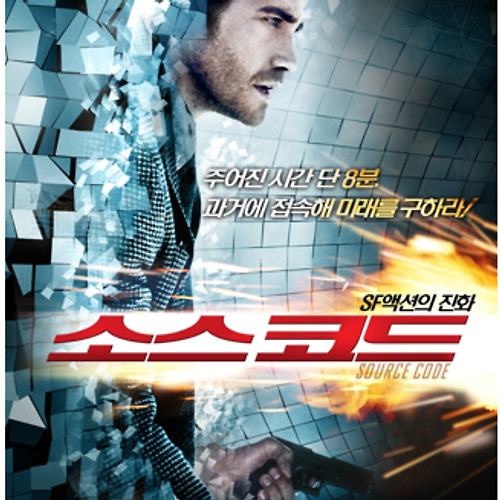 주어진 시간 단 8분.
과거에 접속해 미래를 구하라!
SF액션의 진화
소스 코드
SOURCE CODE